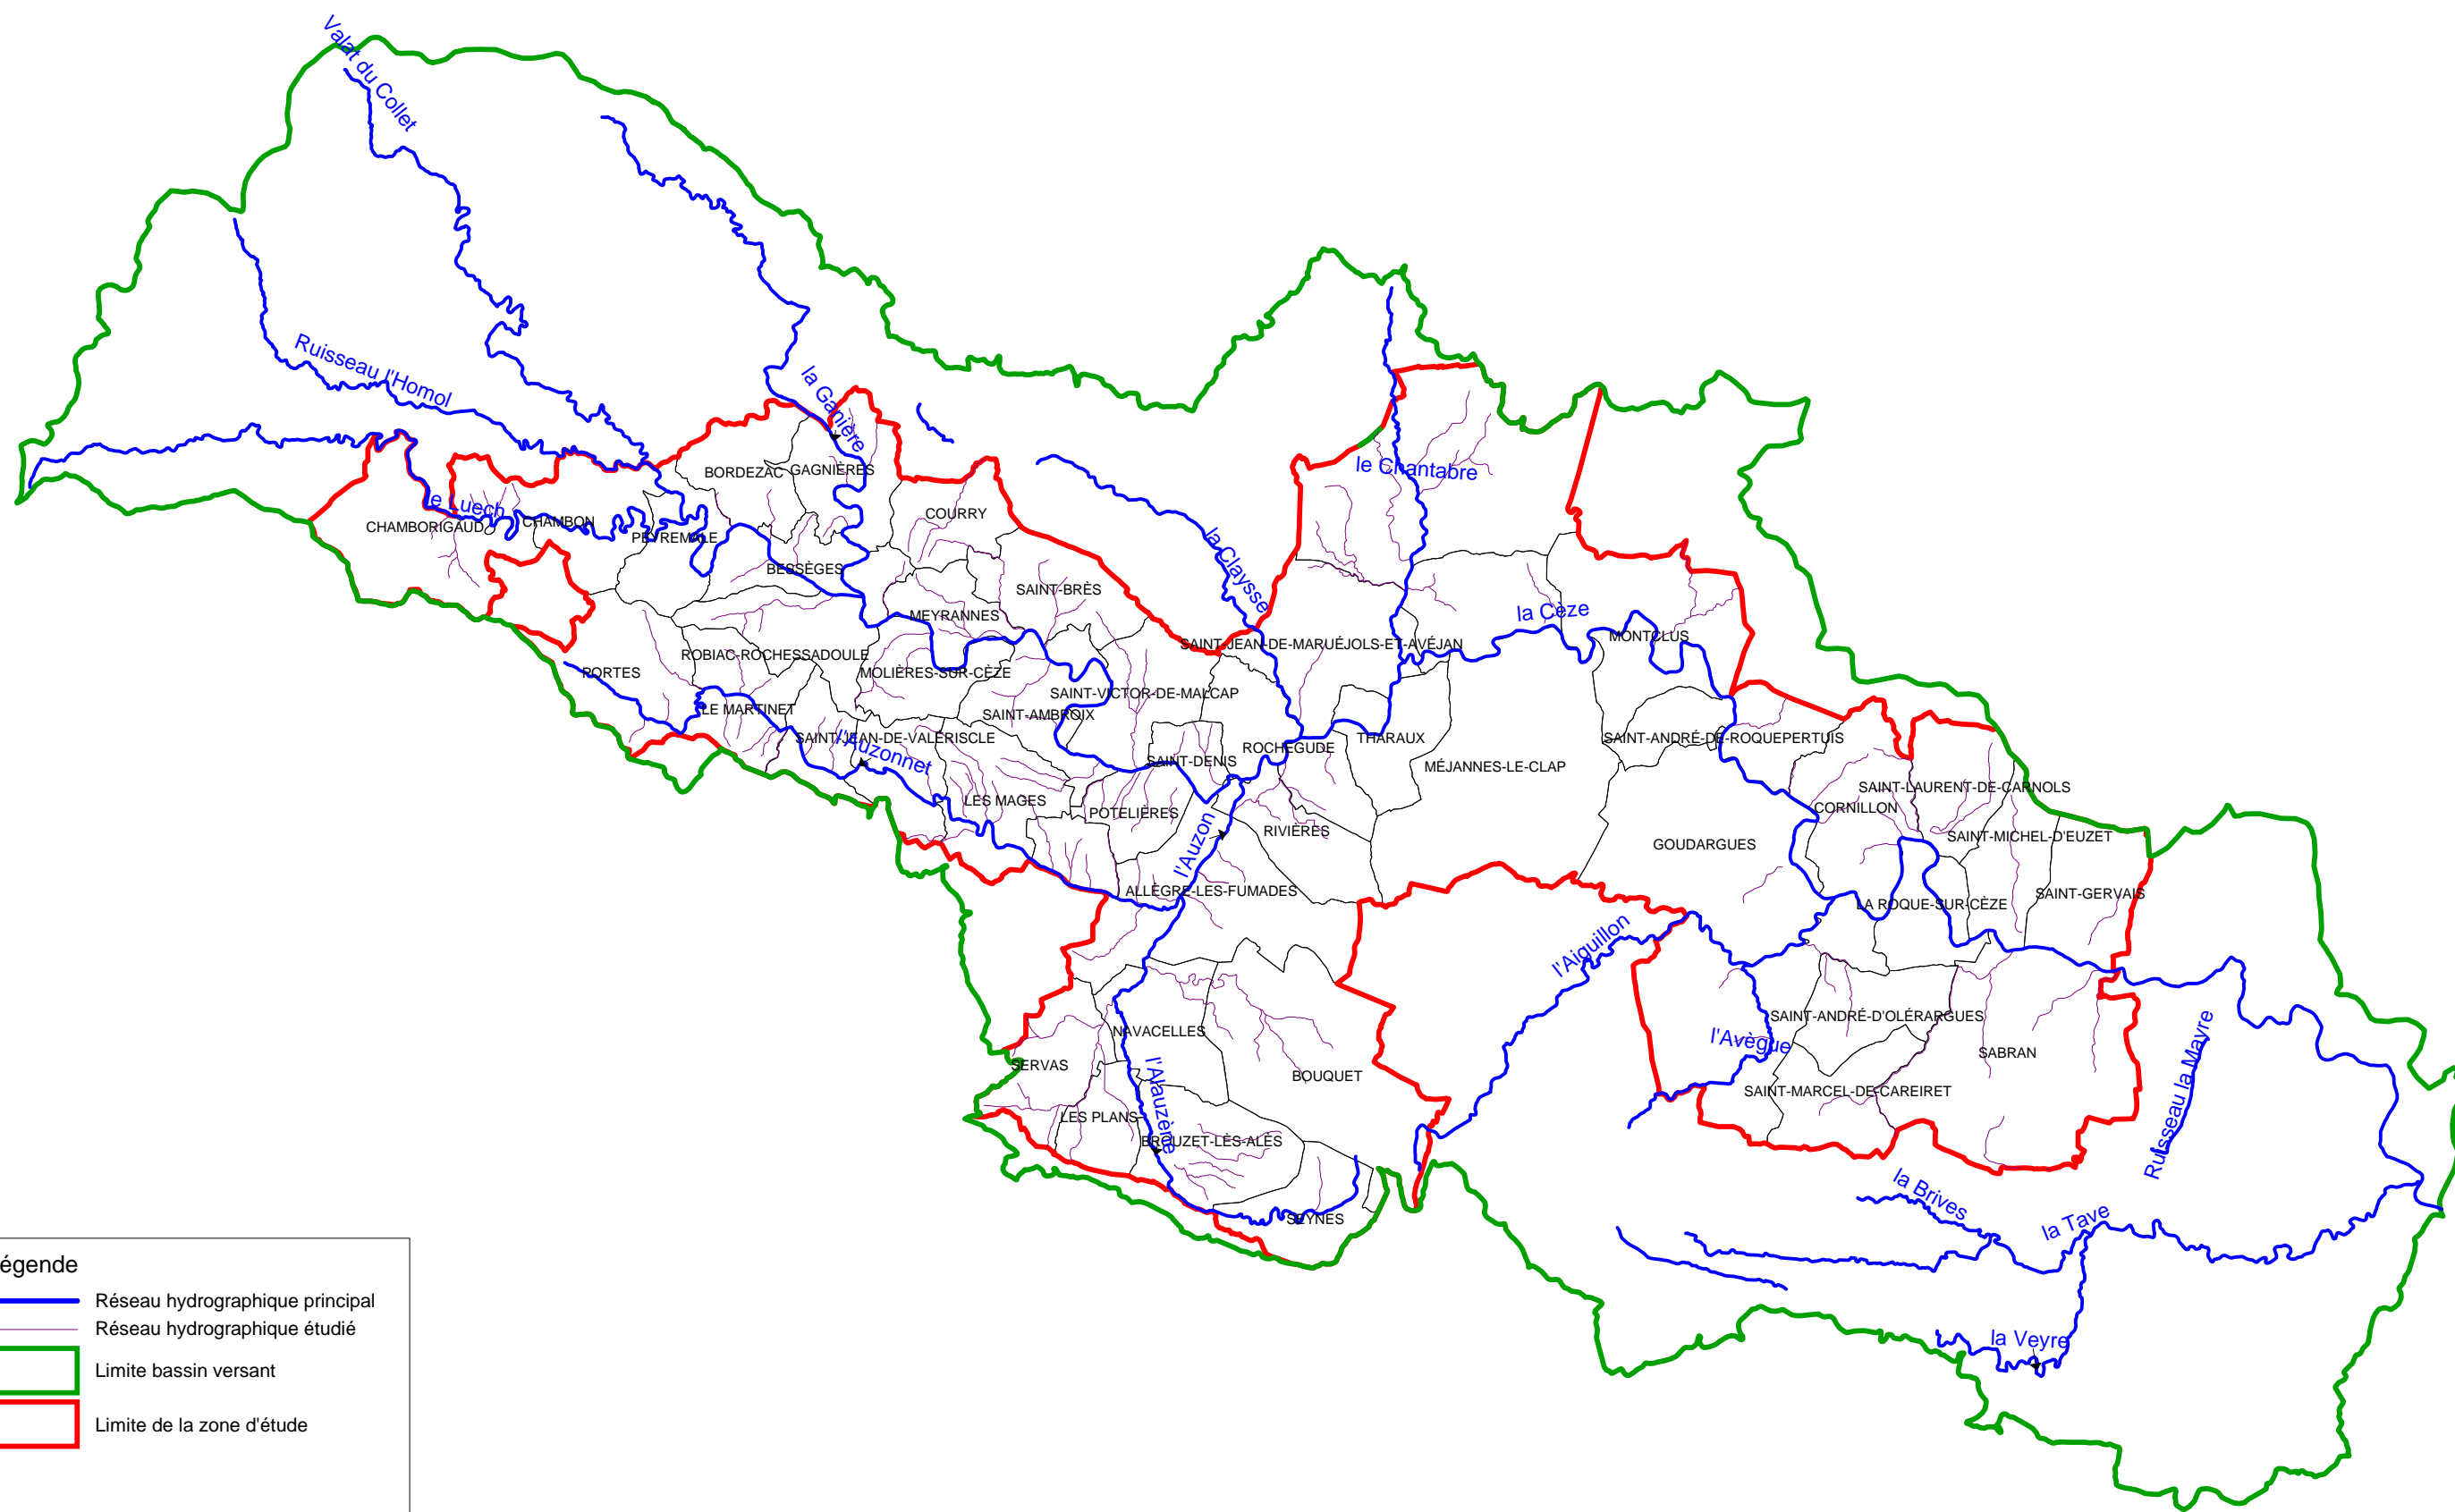 Valat du Collet
Ruisseau l'Homol
la Ganière
le Chantabre
BORDEZAC
GAGNIÈRES
le Luech
CHAMBORIGAUD
CHAMBON
COURRY
PEYREMALE
la Claysse
BESSÈGES
SAINT-BRÈS
la Cèze
MEYRANNES
MONTCLUS
SAINT-JEAN-DE-MARUÉJOLS-ET-AVÉJAN
ROBIAC-ROCHESSADOULE
PORTES
MOLIÈRES-SUR-CÈZE
SAINT-VICTOR-DE-MALCAP
LE MARTINET
SAINT-AMBROIX
SAINT-JEAN-DE-VALÉRISCLE
l'Auzonnet
ROCHEGUDE
THARAUX
SAINT-ANDRÉ-DE-ROQUEPERTUIS
SAINT-DENIS
MÉJANNES-LE-CLAP
SAINT-LAURENT-DE-CARNOLS
LES MAGES
CORNILLON
POTELIÈRES
l'Auzon
RIVIÈRES
SAINT-MICHEL-D'EUZET
GOUDARGUES
ALLÈGRE-LES-FUMADES
SAINT-GERVAIS
LA ROQUE-SUR-CÈZE
l'Aiguillon
SAINT-ANDRÉ-D'OLÉRARGUES
NAVACELLES
l'Avègue
SABRAN
SERVAS
l'Alauzène
BOUQUET
SAINT-MARCEL-DE-CAREIRET
Ruisseau la Mayre
LES PLANS
BROUZET-LÈS-ALÈS
la Brives
SEYNES
la Tave
la Veyre
égende
Réseau hydrographique principal
Réseau hydrographique étudié
Limite bassin versant
Limite de la zone d'étude